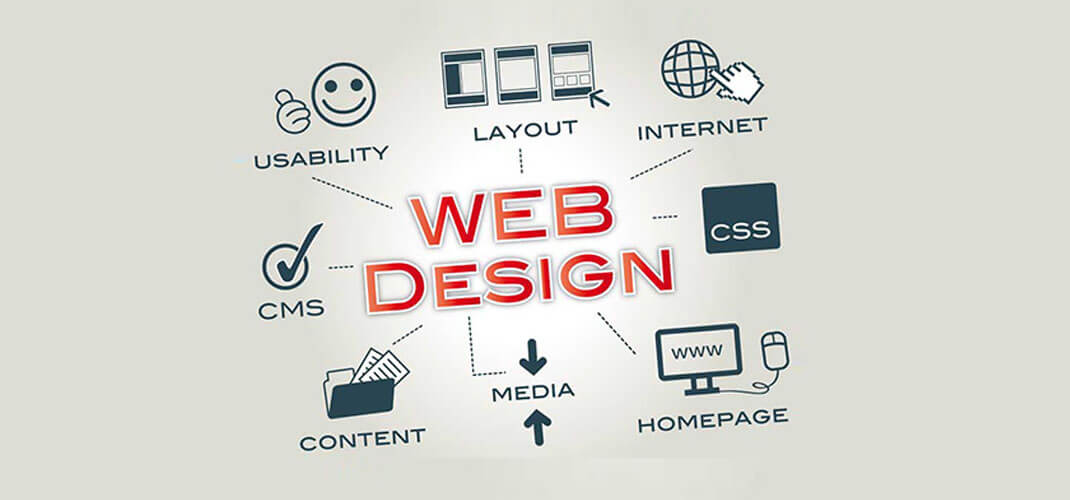 USABILITY
LAYOUT
INTERNET
WEB
DESIGN
CSS
CMS
WWW
CONTENT
MEDIA
HOMEPAGE